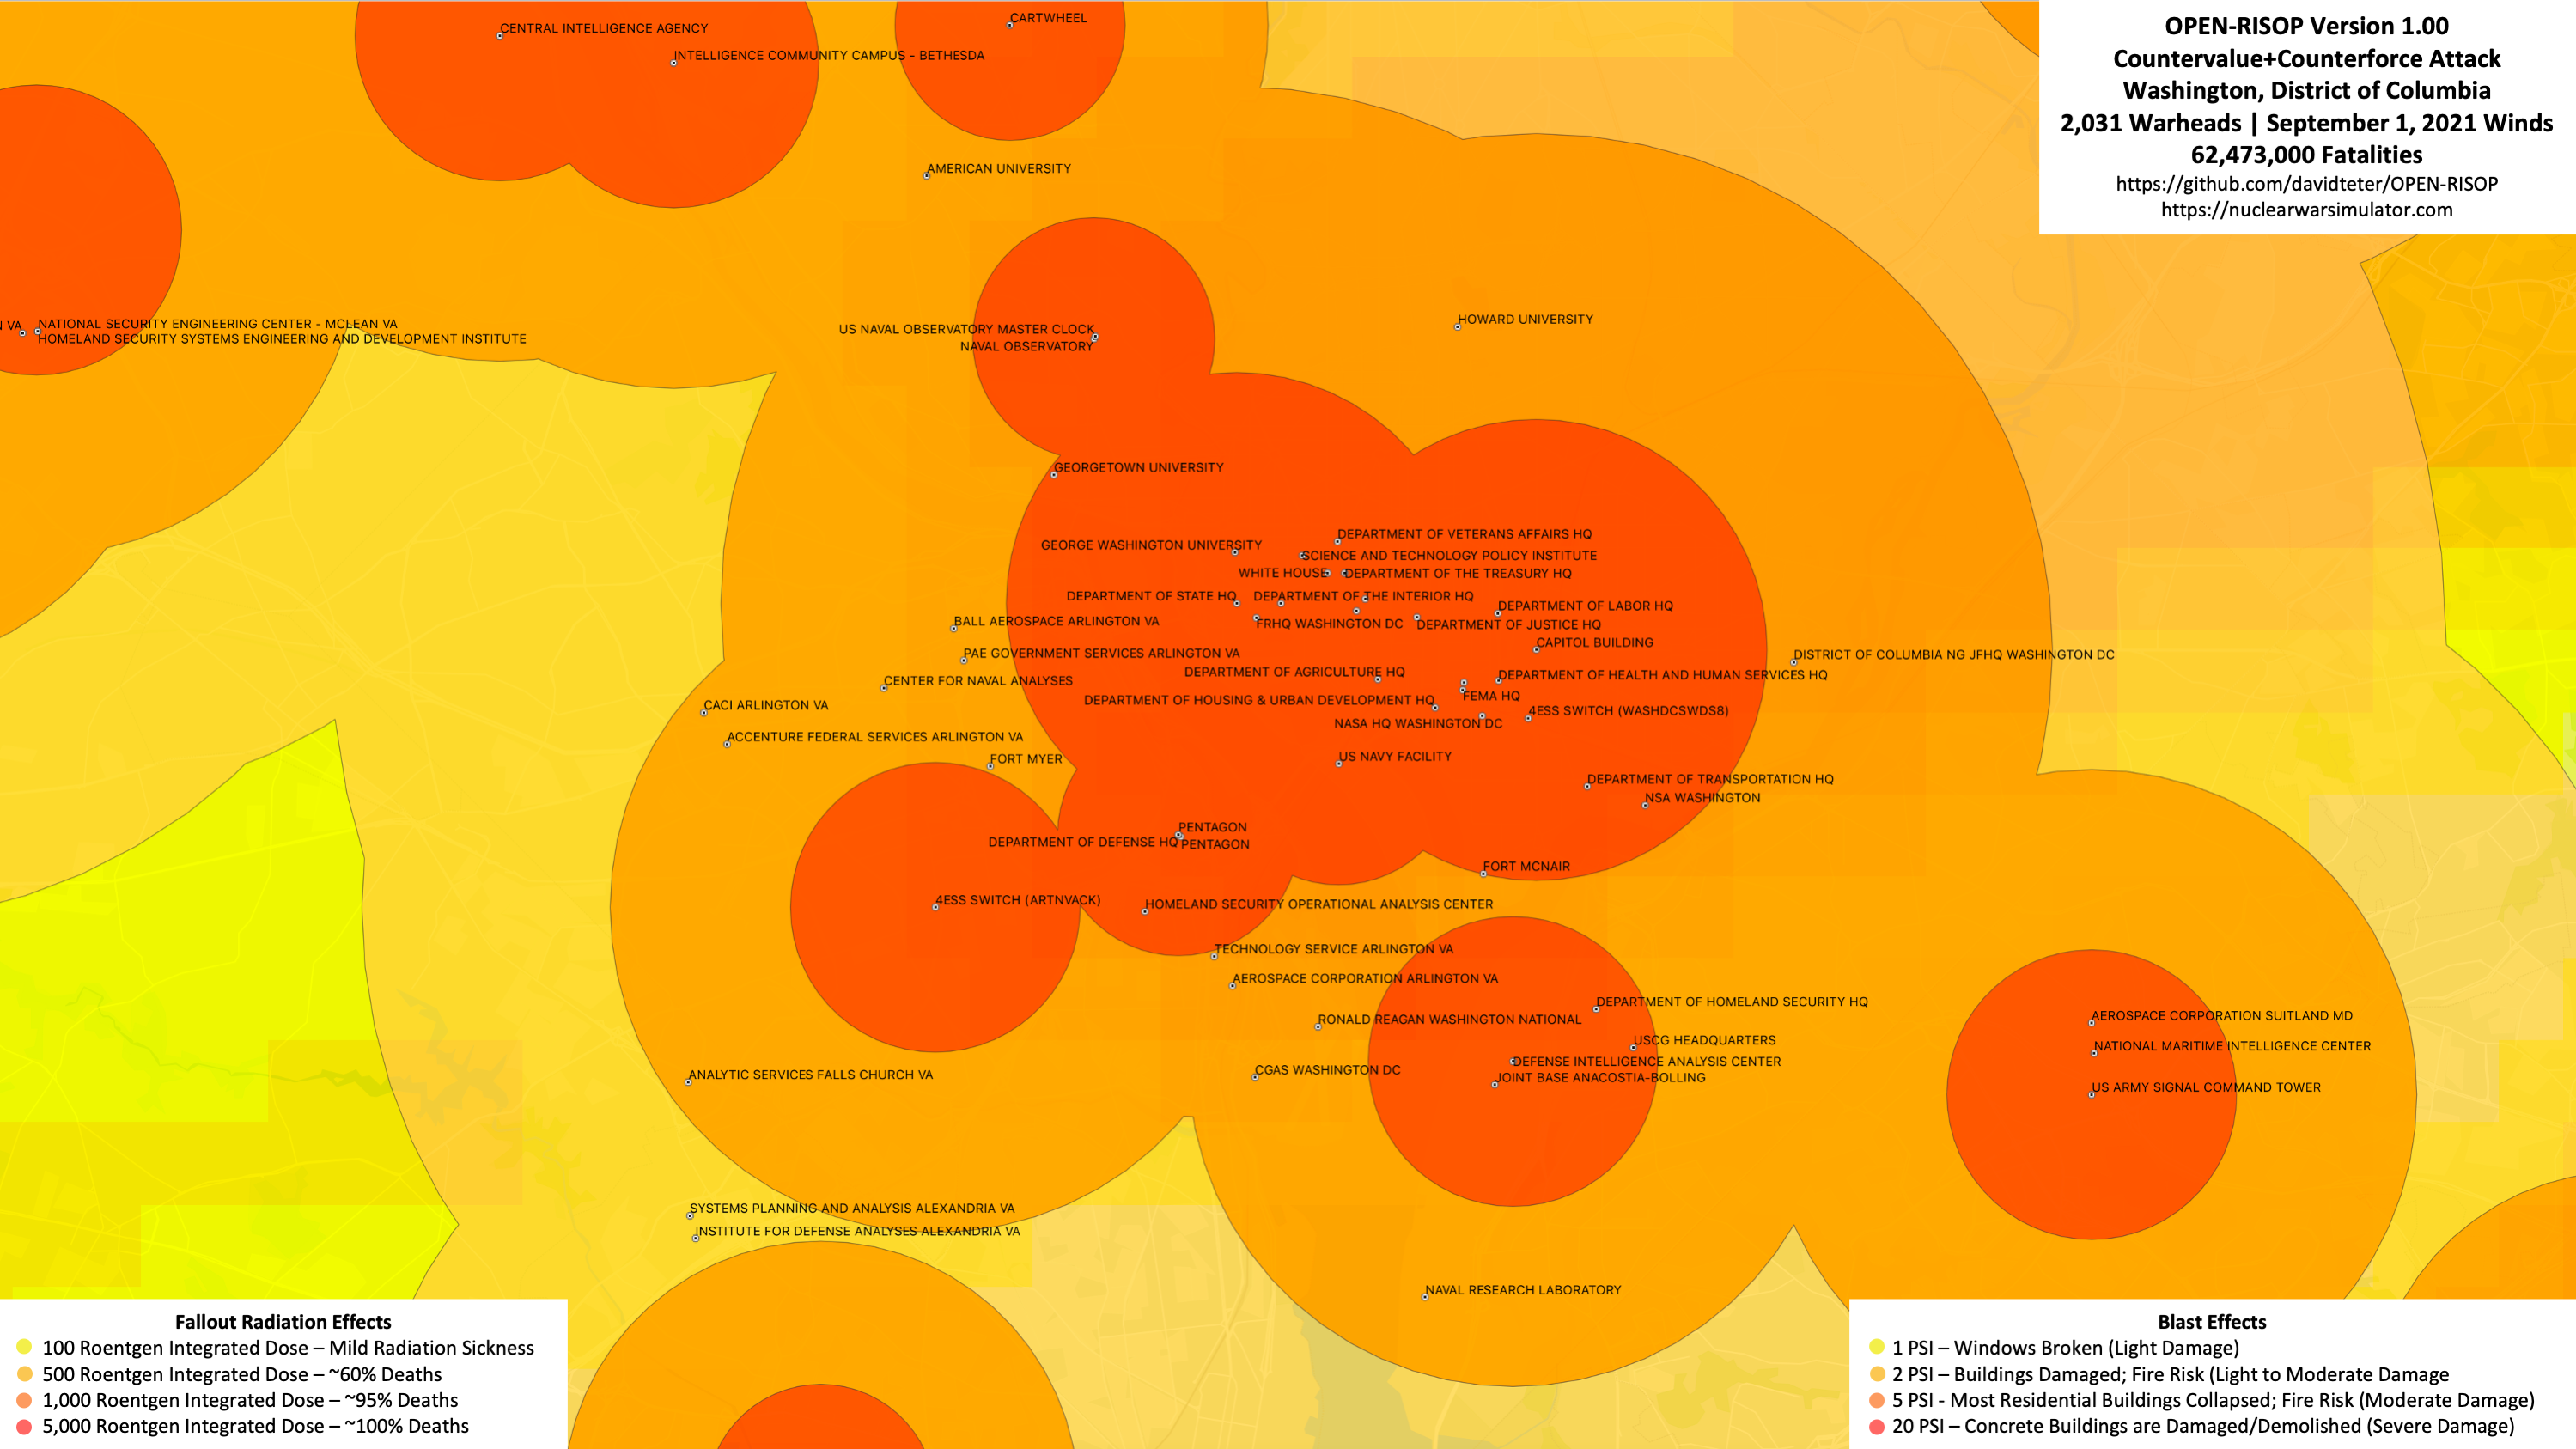 OPEN-RISOP Version 1.00
Countervalue+Counterforce Attack
Washington, District of Columbia
2,031 Warheads | September 1, 2021 Winds
62,473,000 Fatalities
https://github.com/davidteter/OPEN-RISOP
https://nuclearwarsimulator.com
CARTWHEEL
CENTRAL INTELLIGENCE AGENCY
INTELLIGENCE COMMUNITY CAMPUS - BETHESDA
AMERICAN UNIVERSITY
HOWARD UNIVERSITY
VA
NATIONAL SECURITY ENGINEERING CENTER - MCLEAN VA
HOMELAND SECURITY SYSTEMS ENGINEERING AND DEVELOPMENT INSTITUTE
US NAVAL OBSERVATORY MASTER CLOCK
NAVAL OBSERVATORY
GEORGETOWN UNIVERSITY
DEPARTMENT OF VETERANS AFFAIRS HQ
GEORGE WASHINGTON UNIVERSITY
SCIENCE AND TECHNOLOGY POLICY INSTITUTE
WHITE HOUSE
DEPARTMENT OF THE TREASURY HQ
DEPARTMENT OF STATE HQ
DEPARTMENT OF THE INTERIOR HQ
DEPARTMENT OF LABOR HQ
BALL AEROSPACE ARLINGTON VA
FRHQ WASHINGTON DC
DEPARTMENT OF JUSTICE HQ
CAPITOL BUILDING
PAE GOVERNMENT SERVICES ARLINGTON VA
DISTRICT OF COLUMBIA NG JFHQ WASHINGTON DC
DEPARTMENT OF AGRICULTURE HQ
DEPARTMENT OF HEALTH AND HUMAN SERVICES HQ
CENTER FOR NAVAL ANALYSES
FEMA HQ
DEPARTMENT OF HOUSING & URBAN DEVELOPMENT HQ
CACI ARLINGTON VA
4ESS SWITCH (WASHDCSWDS8)
NASA HQ WASHINGTON DC
ACCENTURE FEDERAL SERVICES ARLINGTON VA
FORT MYER
US NAVY FACILITY
DEPARTMENT OF TRANSPORTATION HQ
NSA WASHINGTON
PENTAGON
DEPARTMENT OF DEFENSE HQ
PENTAGON
FORT MCNAIR
4ESS SWITCH (ARTNVACK)
HOMELAND SECURITY OPERATIONAL ANALYSIS CENTER
TECHNOLOGY SERVICE ARLINGTON VA
AEROSPACE CORPORATION ARLINGTON VA
DEPARTMENT OF HOMELAND SECURITY HQ
RONALD REAGAN WASHINGTON NATIONAL
AEROSPACE CORPORATION SUITLAND MD
USCG HEADQUARTERS
NATIONAL MARITIME INTELLIGENCE CENTER
DEFENSE INTELLIGENCE ANALYSIS CENTER
CGAS WASHINGTON DC
JOINT BASE ANACOSTIA-BOLLING
ANALYTIC SERVICES FALLS CHURCH VA
US ARMY SIGNAL COMMAND TOWER
SYSTEMS PLANNING AND ANALYSIS ALEXANDRIA VA
INSTITUTE FOR DEFENSE ANALYSES ALEXANDRIA VA
NAVAL RESEARCH LABORATORY
Fallout Radiation Effects
100 Roentgen Integrated Dose – Mild Radiation Sickness
500 Roentgen Integrated Dose – ~60% Deaths
1,000 Roentgen Integrated Dose – ~95% Deaths
5,000 Roentgen Integrated Dose – ~100% Deaths
Blast Effects
1 PSI – Windows Broken (Light Damage)
2 PSI – Buildings Damaged; Fire Risk (Light to Moderate Damage
5 PSI - Most Residential Buildings Collapsed; Fire Risk (Moderate Damage)
20 PSI – Concrete Buildings are Damaged/Demolished (Severe Damage)